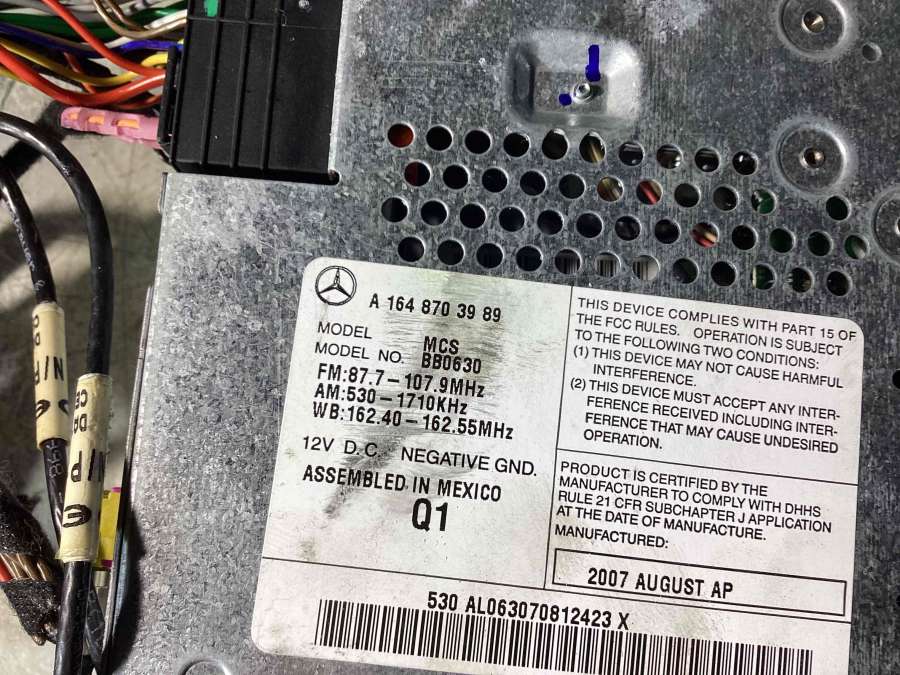 A 164 870 39 89
MODEL MCS
MODEL NO. BB0630
FM:87.7-107.9MHz
AM:530-1710KHz
WB:162.40-162.55MHz
12V D.C. NEGATIVE GND.
ASSEMBLED IN MEXICO
Q1
THIS DEVICE COMPLIES WITH PART 15 OF
THE FCC RULES. OPERATION IS SUBJECT
TO THE FOLLOWING TWO CONDITIONS:
(1) THIS DEVICE MAY NOT CAUSE HARMFUL
INTERFERENCE.
(2) THIS DEVICE MUST ACCEPT ANY INTER-
FERENCE RECEIVED INCLUDING INTER-
FERENCE THAT MAY CAUSE UNDESIRED
OPERATION.
PRODUCT IS CERTIFIED BY THE
MANUFACTURER TO COMPLY WITH DHHS
RULE 21 CFR SUBCHAPTER J APPLICATION
AT THE DATE OF MANUFACTURE.
MANUFACTURED:
2007 AUGUST AP
530 AL063070812423 X
N/P
N/P